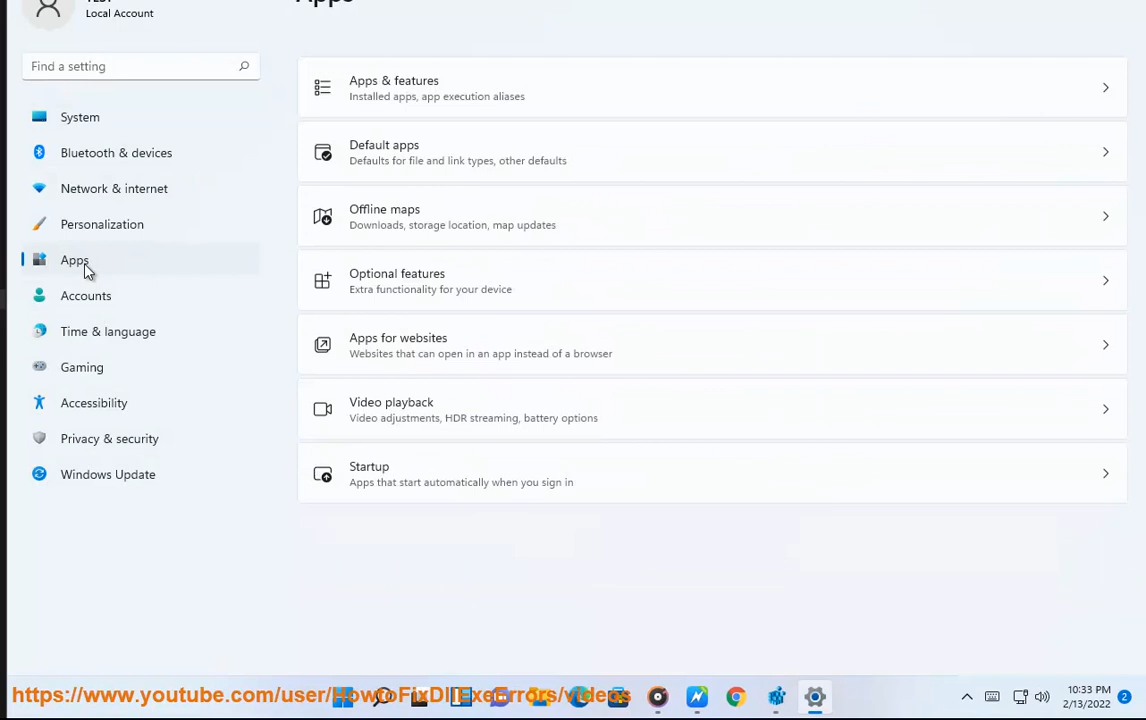 Local Account
Apps
Find a setting
System
Bluetooth & devices
Network & internet
Personalization
Apps
Accounts
Time & language
Gaming
Accessibility
Privacy & security
Windows Update
Apps & features
Installed apps, app execution aliases
Default apps
Defaults for file and link types, other defaults
Offline maps
Downloads, storage location, map updates
Optional features
Extra functionality for your device
Apps for websites
Websites that can open in an app instead of a browser
Video playback
Video adjustments, HDR streaming, battery options
Startup
Apps that start automatically when you sign in
https://www.youtube.com/user/HowtoFixDllExeErrors/videos
10:33 PM
2/13/2022
2